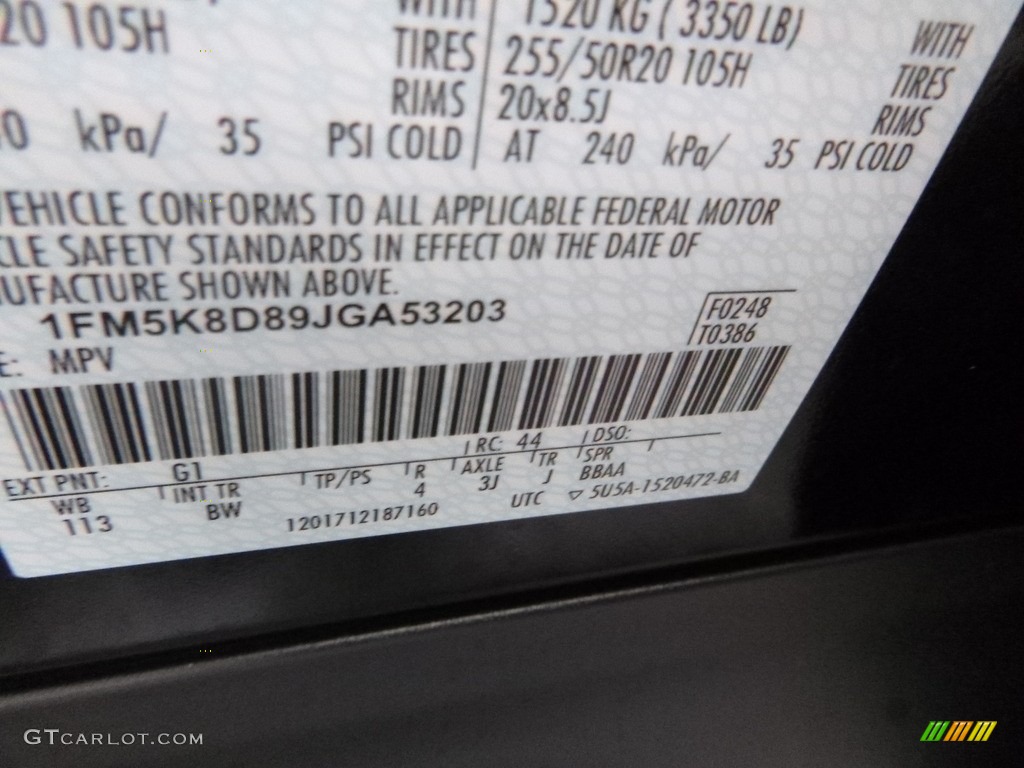 WITH 1520 KG ( 3350 LB) WITH
20 105H TIRES 255/50R20 105H TIRES
RIMS 20x8.5J RIMS
0 kPa/ 35 PSI COLD AT 240 kPa/ 35 PSI COLD
VEHICLE CONFORMS TO ALL APPLICABLE FEDERAL MOTOR
CLE SAFETY STANDARDS IN EFFECT ON THE DATE OF
NUFACTURE SHOWN ABOVE.
1FM5K8D89JGA53203 F0248
E: MPV T0386
RC: 44 DSO:
EXT PNT: G1 TP/PS R AXLE TR SPR
WB INT TR 4 3J J BBAA
113 BW 1201712187160 UTC ▽ 5U5A-1520472-BA
GTCARLOT.COM